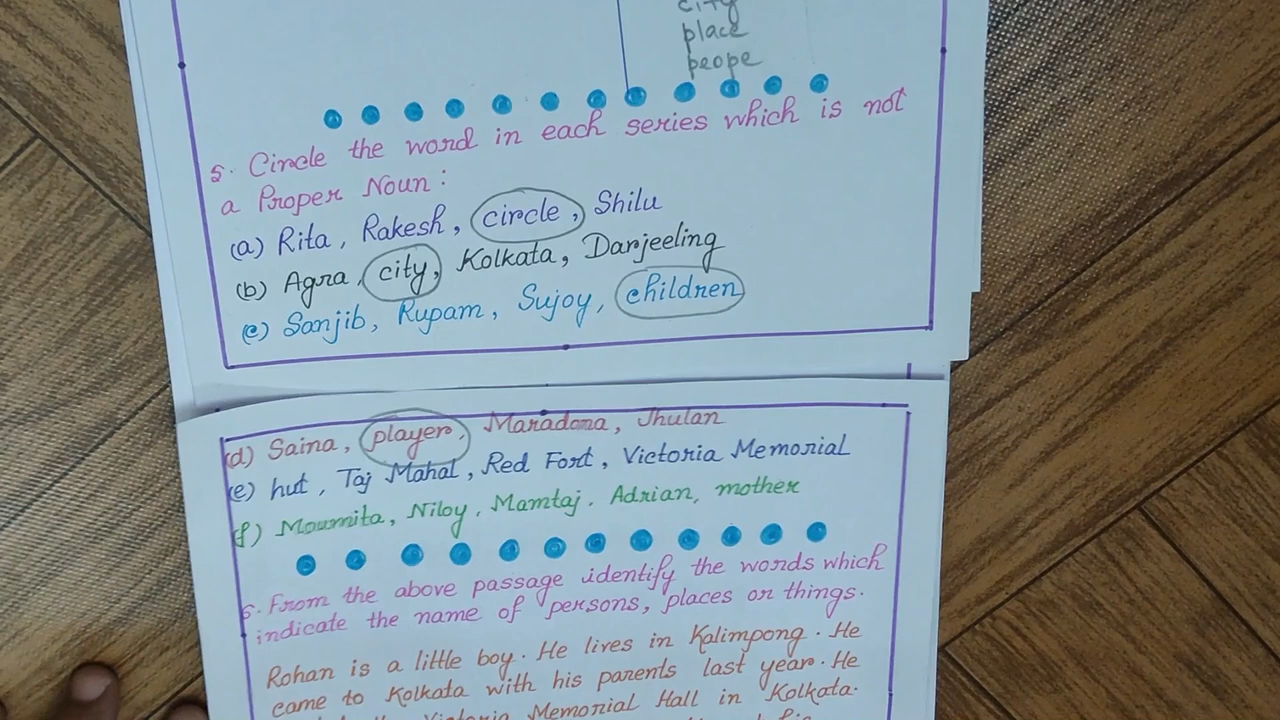 city
place
peope
5. Circle the word in each series which is not
a Proper Noun :
(a) Rita, Rakesh, circle, Shilu
(b) Agra, city, Kolkata, Darjeeling
(c) Sanjib, Rupam, Sujoy, children
(d) Saina, player, Maradona, Jhulan
(e) hut, Taj Mahal, Red Fort, Victoria Memorial
(f) Moumita, Niloy, Mamtaj. Adrian, mother
6. From the above passage identify the words which
indicate the name of persons, places or things.
Rohan is a little boy. He lives in Kalimpong. He
came to Kolkata with his parents last year. He
Victoria Memorial Hall in Kolkata.